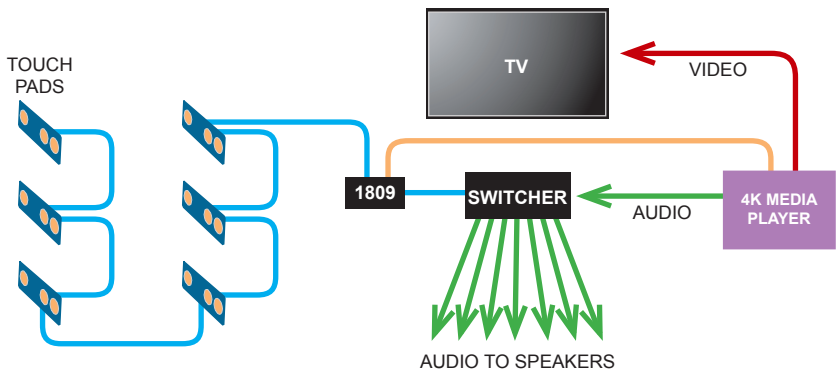 TOUCH
PADS
TV
VIDEO
1809
SWITCHER
AUDIO
4K MEDIA
PLAYER
AUDIO TO SPEAKERS